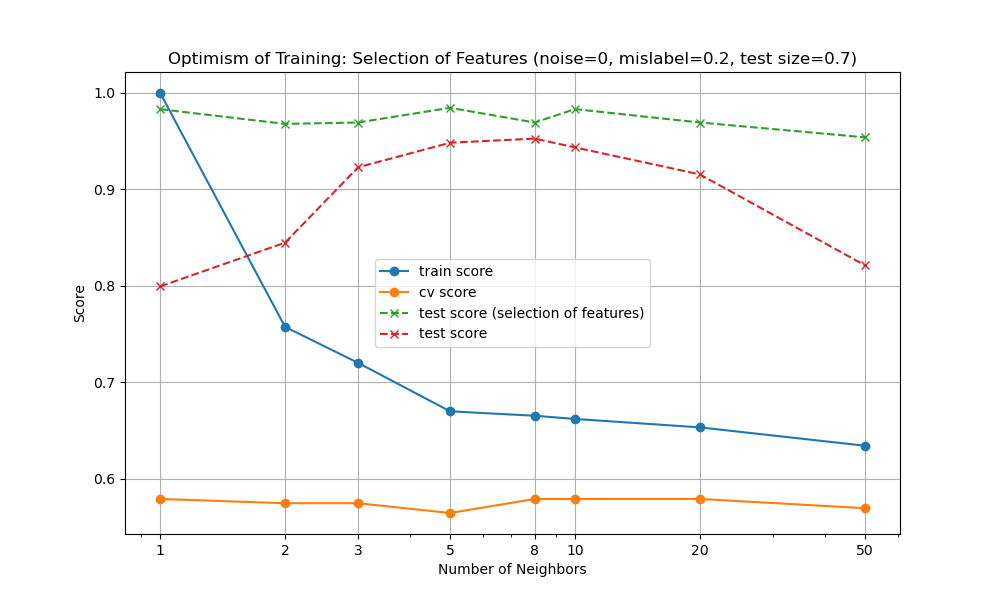 Optimism of Training: Selection of Features (noise=0, mislabel=0.2, test size=0.7)
1.0
0.9
0.8
0.7
0.6
Score
train score
cv score
test score (selection of features)
test score
1 2 3 5 8 10 20 50
Number of Neighbors